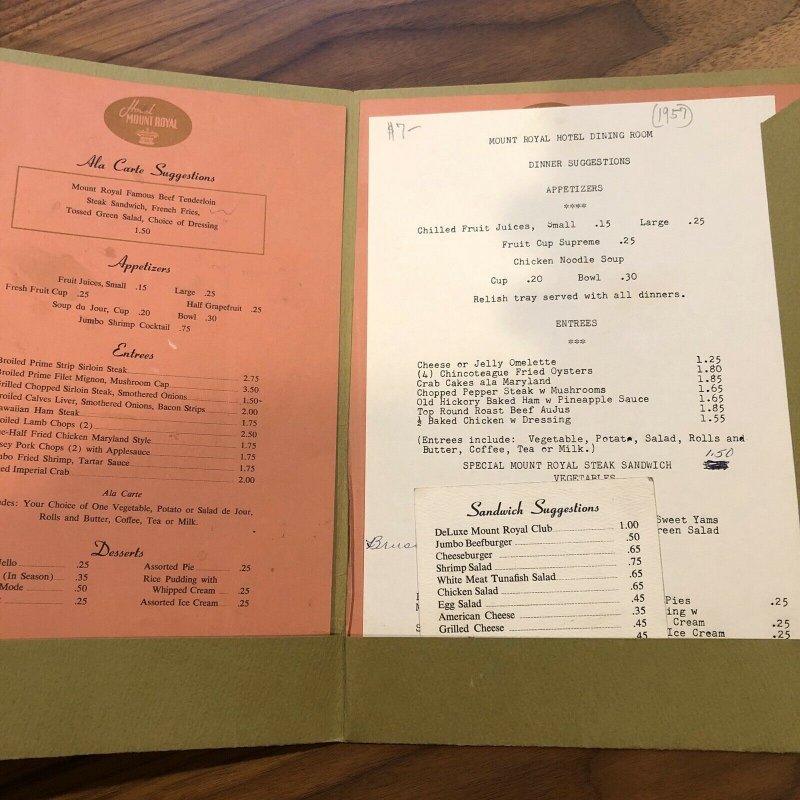 Hotel
MOUNT ROYAL
Ala Carte Suggestions
Mount Royal Famous Beef Tenderloin
Steak Sandwich, French Fries,
Tossed Green Salad, Choice of Dressing
1.50
Appetizers
Fruit Juices, Small .15 Large .25
Fresh Fruit Cup .25 Half Grapefruit .25
Soup du Jour, Cup .20 Bowl .30
Jumbo Shrimp Cocktail .75
Entrees
Broiled Prime Strip Sirloin Steak 2.75
Broiled Prime Filet Mignon, Mushroom Cap 3.50
Grilled Chopped Sirloin Steak, Smothered Onions 1.50
Broiled Calves Liver, Smothered Onions, Bacon Strips 2.00
Hawaiian Ham Steak 1.75
oiled Lamb Chops (2) 2.50
e-Half Fried Chicken Maryland Style 1.75
sey Pork Chops (2) with Applesauce 1.75
mbo Fried Shrimp, Tartar Sauce 1.75
ed Imperial Crab 2.00
Ala Carte
des: Your Choice of One Vegetable, Potato or Salad de Jour,
Rolls and Butter, Coffee, Tea or Milk.
Desserts
ello .25 Assorted Pie .25
(In Season) .35 Rice Pudding with
Mode .50 Whipped Cream .25
.25 Assorted Ice Cream .25
$7-
(1957)
MOUNT ROYAL HOTEL DINING ROOM
DINNER SUGGESTIONS
APPETIZERS
****
Chilled Fruit Juices, Small .15 Large .25
Fruit Cup Supreme .25
Chicken Noodle Soup
Cup .20 Bowl .30
Relish tray served with all dinners.
ENTREES
***
Cheese or Jelly Omelette 1.25
(4) Chincoteague Fried Oysters 1.80
Crab Cakes ala Maryland 1.85
Chopped Pepper Steak w Mushrooms 1.65
Old Hickory Baked Ham w Pineapple Sauce 1.65
Top Round Roast Beef AuJus 1.85
½ Baked Chicken w Dressing 1.55
(Entrees include: Vegetable, Potato, Salad, Rolls and
Butter, Coffee, Tea or Milk.)
SPECIAL MOUNT ROYAL STEAK SANDWICH 1.50
VEGETABLES
Sweet Yams
reen Salad
Pies .25
ing w
Cream .25
Ice Cream .25
Sandwich Suggestions
DeLuxe Mount Royal Club 1.00
Jumbo Beefburger .50
Cheeseburger .65
Shrimp Salad .75
White Meat Tunafish Salad .65
Chicken Salad .65
Egg Salad .45
American Cheese .35
Grilled Cheese .45
.45